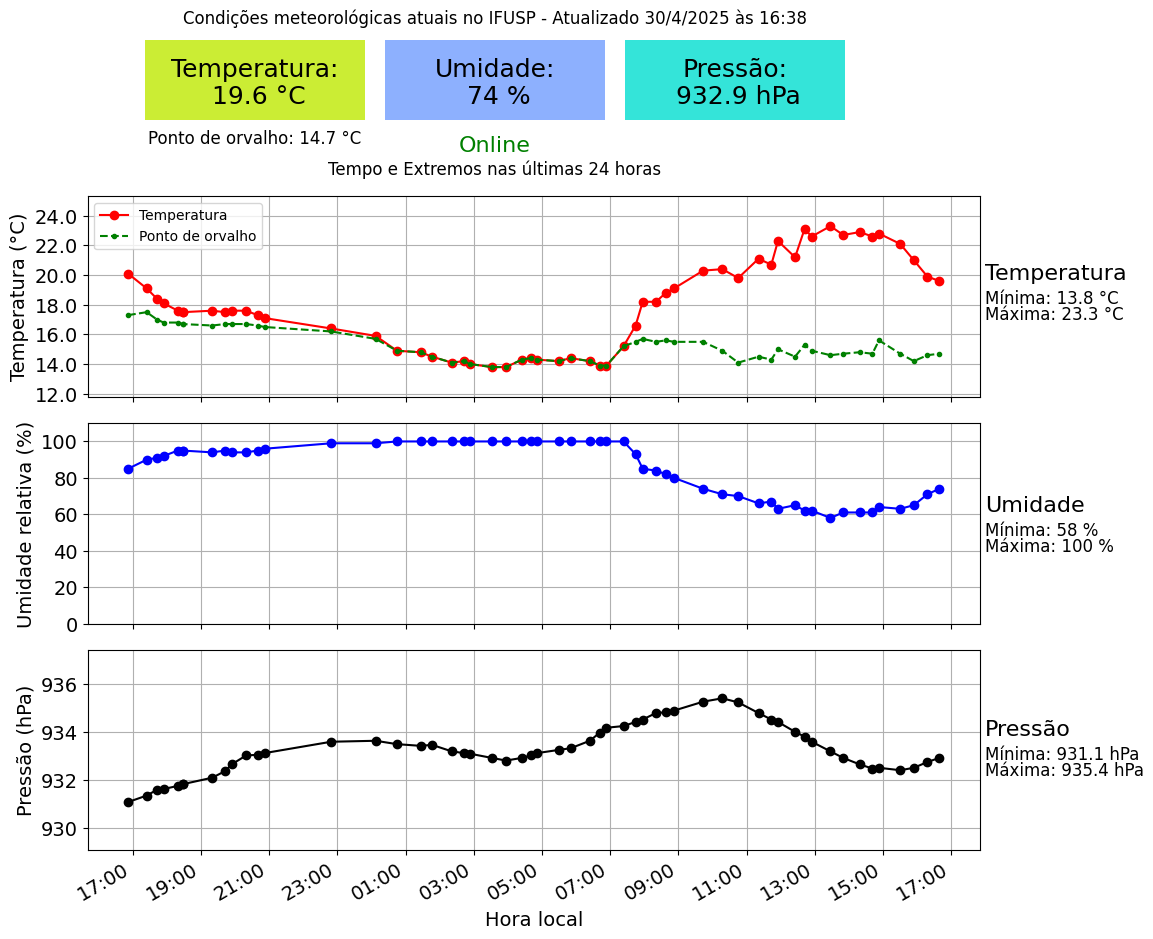 Condições meteorológicas atuais no IFUSP - Atualizado 30/4/2025 às 16:38
Temperatura:
19.6 °C
Umidade:
74 %
Pressão:
932.9 hPa
Ponto de orvalho: 14.7 °C
Online
Tempo e Extremos nas últimas 24 horas
Temperatura (°C)
24.0
22.0
20.0
18.0
16.0
14.0
12.0
Temperatura
Ponto de orvalho
Temperatura
Mínima: 13.8 °C
Máxima: 23.3 °C
Umidade relativa (%)
100
80
60
40
20
0
Umidade
Mínima: 58 %
Máxima: 100 %
Pressão (hPa)
936
934
932
930
Pressão
Mínima: 931.1 hPa
Máxima: 935.4 hPa
17:00 19:00 21:00 23:00 01:00 03:00 05:00 07:00 09:00 11:00 13:00 15:00 17:00
Hora local